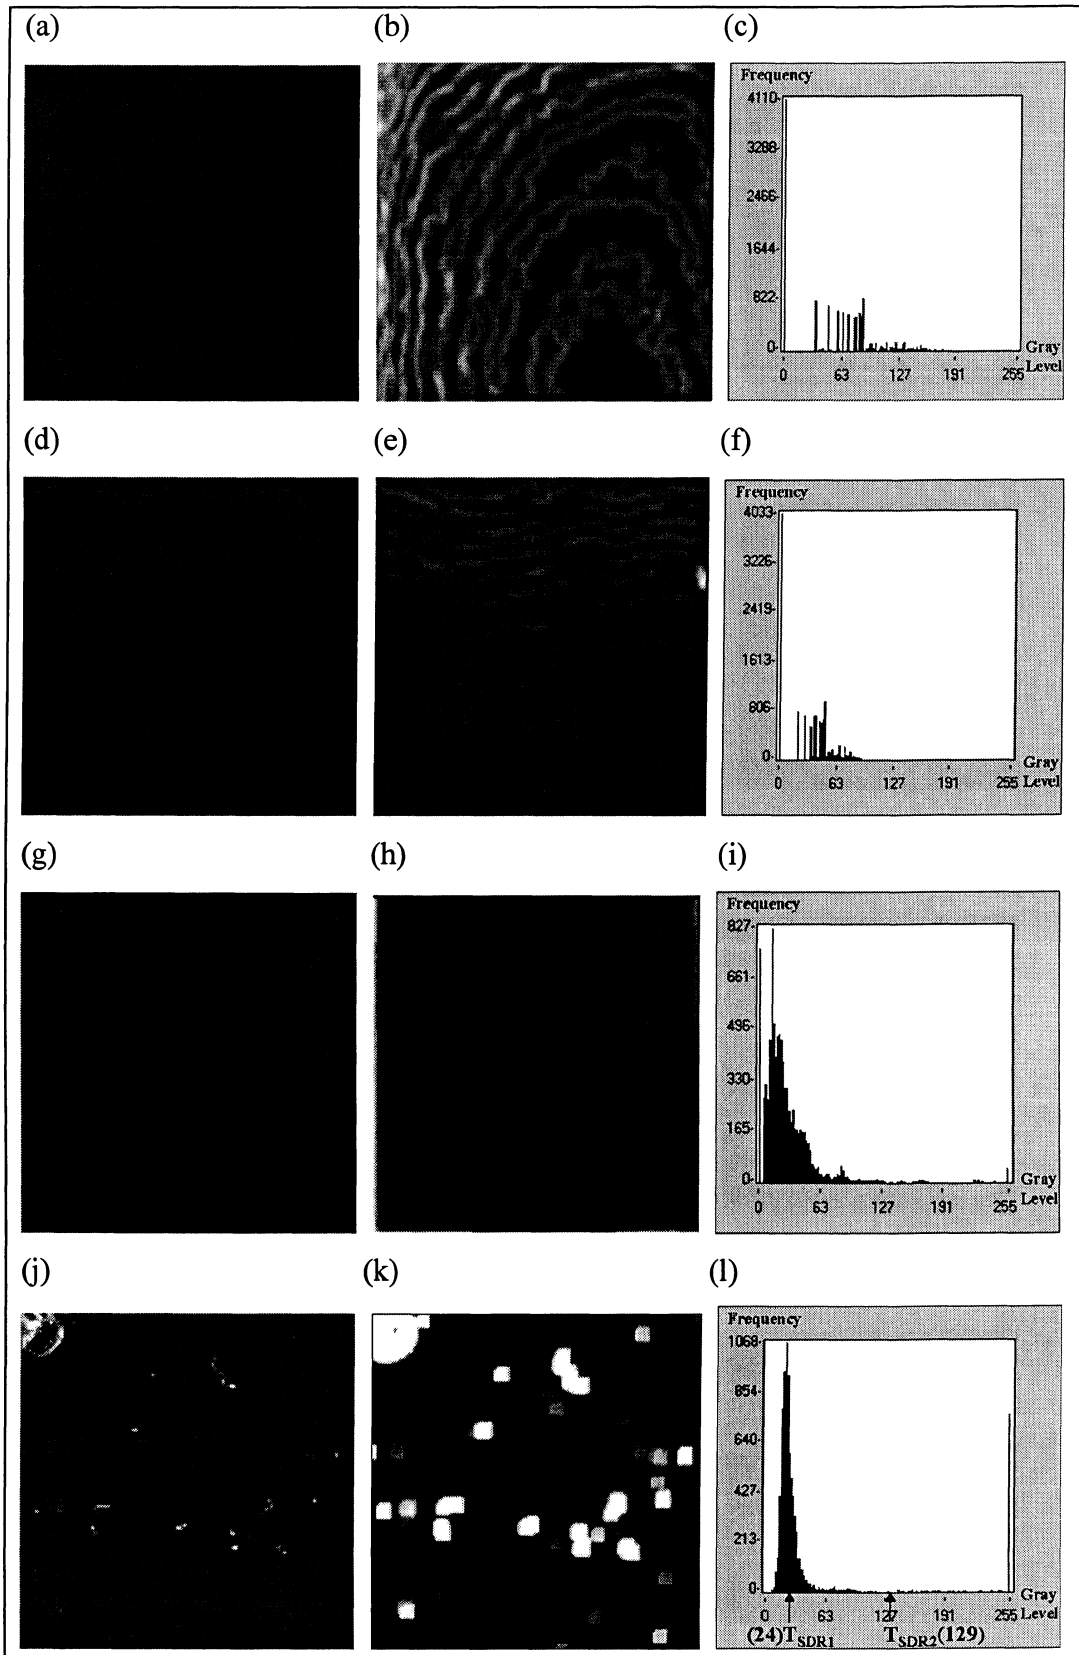 (a) (b) (c)
Frequency
4110
3288
2466
1644
822
0
Gray
Level
0 63 127 191 255
(d) (e) (f)
Frequency
4033
3226
2419
1613
806
0
Gray
Level
0 63 127 191 255
(g) (h) (i)
Frequency
827
661
496
330
165
0
Gray
Level
0 63 127 191 255
(j) (k) (l)
Frequency
1068
854
640
427
213
0
Gray
Level
0 63 127 191 255
(24)T_SDR1 T_SDR2(129)